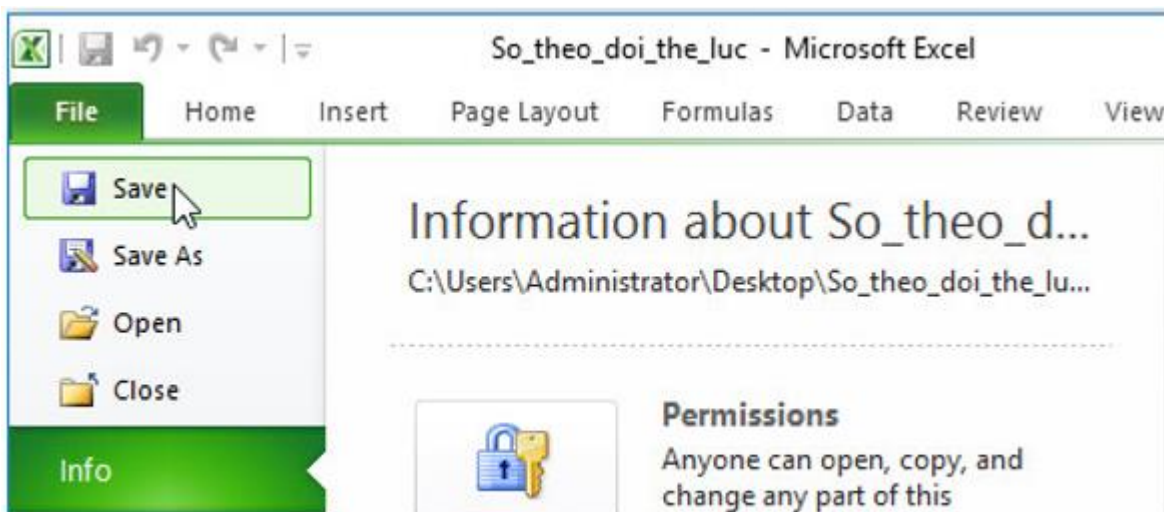 So_theo_doi_the_luc - Microsoft Excel
File Home Insert Page Layout Formulas Data Review View
Save
Save As
Open
Close
Info
Information about So_theo_d...
C:\Users\Administrator\Desktop\So_theo_doi_the_lu...
Permissions
Anyone can open, copy, and
change any part of this